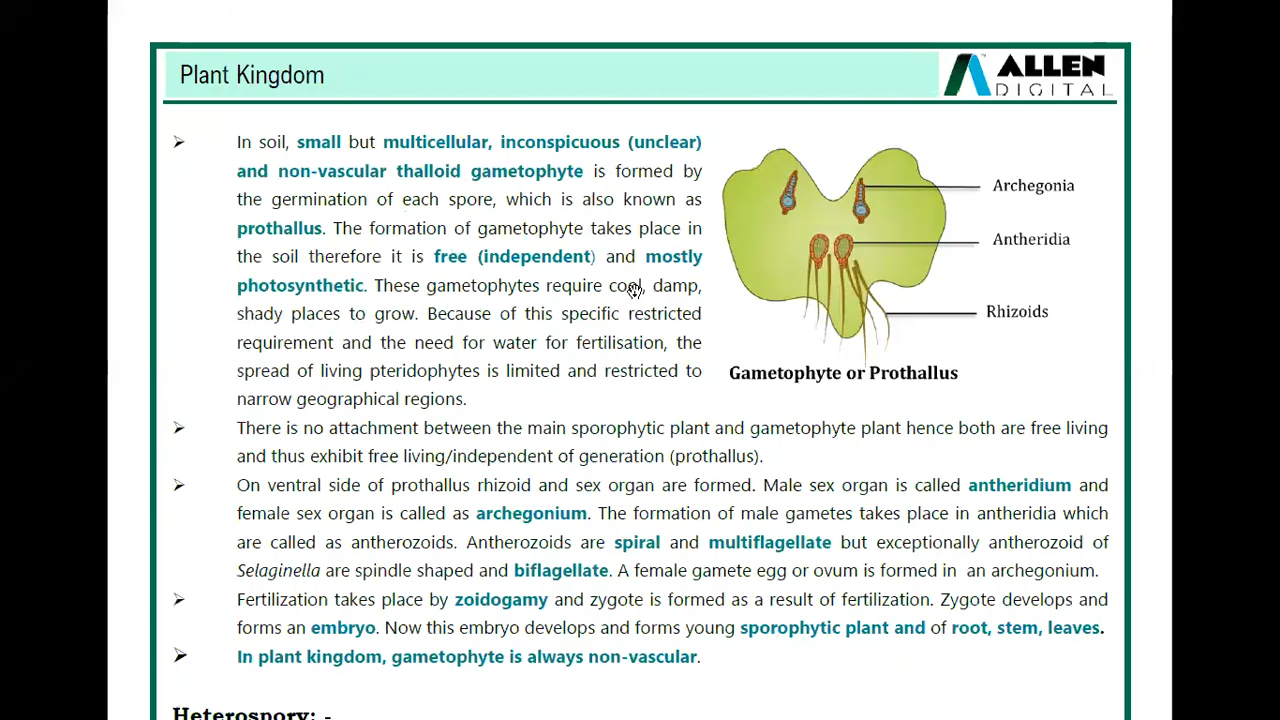 Plant Kingdom
ALLEN
DIGITAL
➢ In soil, small but multicellular, inconspicuous (unclear)
and non-vascular thalloid gametophyte is formed by
the germination of each spore, which is also known as
prothallus. The formation of gametophyte takes place in
the soil therefore it is free (independent) and mostly
photosynthetic. These gametophytes require cool, damp,
shady places to grow. Because of this specific restricted
requirement and the need for water for fertilisation, the
spread of living pteridophytes is limited and restricted to
narrow geographical regions.
Archegonia
Antheridia
Rhizoids
Gametophyte or Prothallus
➢ There is no attachment between the main sporophytic plant and gametophyte plant hence both are free living
and thus exhibit free living/independent of generation (prothallus).
➢ On ventral side of prothallus rhizoid and sex organ are formed. Male sex organ is called antheridium and
female sex organ is called as archegonium. The formation of male gametes takes place in antheridia which
are called as antherozoids. Antherozoids are spiral and multiflagellate but exceptionally antherozoid of
Selaginella are spindle shaped and biflagellate. A female gamete egg or ovum is formed in an archegonium.
➢ Fertilization takes place by zoidogamy and zygote is formed as a result of fertilization. Zygote develops and
forms an embryo. Now this embryo develops and forms young sporophytic plant and of root, stem, leaves.
➢ In plant kingdom, gametophyte is always non-vascular.
Heterospory: -